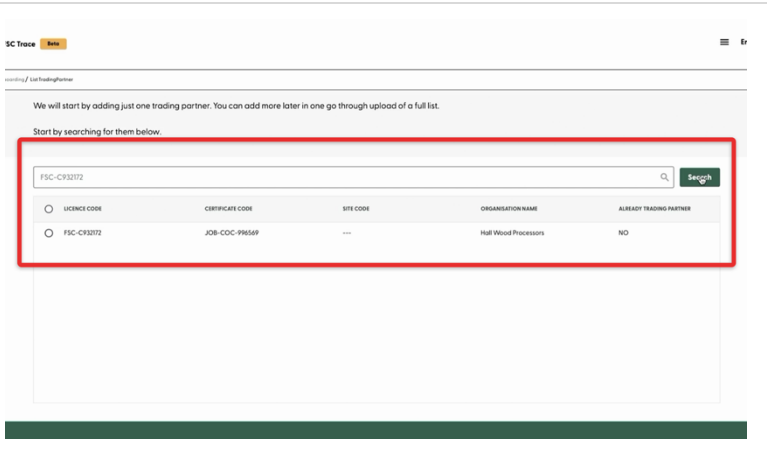 SC Trace Beta
En
/ List TradingPartner
We will start by adding just one trading partner. You can add more later in one go through upload of a full list.
Start by searching for them below.
FSC-C932172 Search
LICENCE CODE CERTIFICATE CODE SITE CODE ORGANISATION NAME ALREADY TRADING PARTNER
FSC-C932172 JOB-COC-996569 --- Hall Wood Processors NO